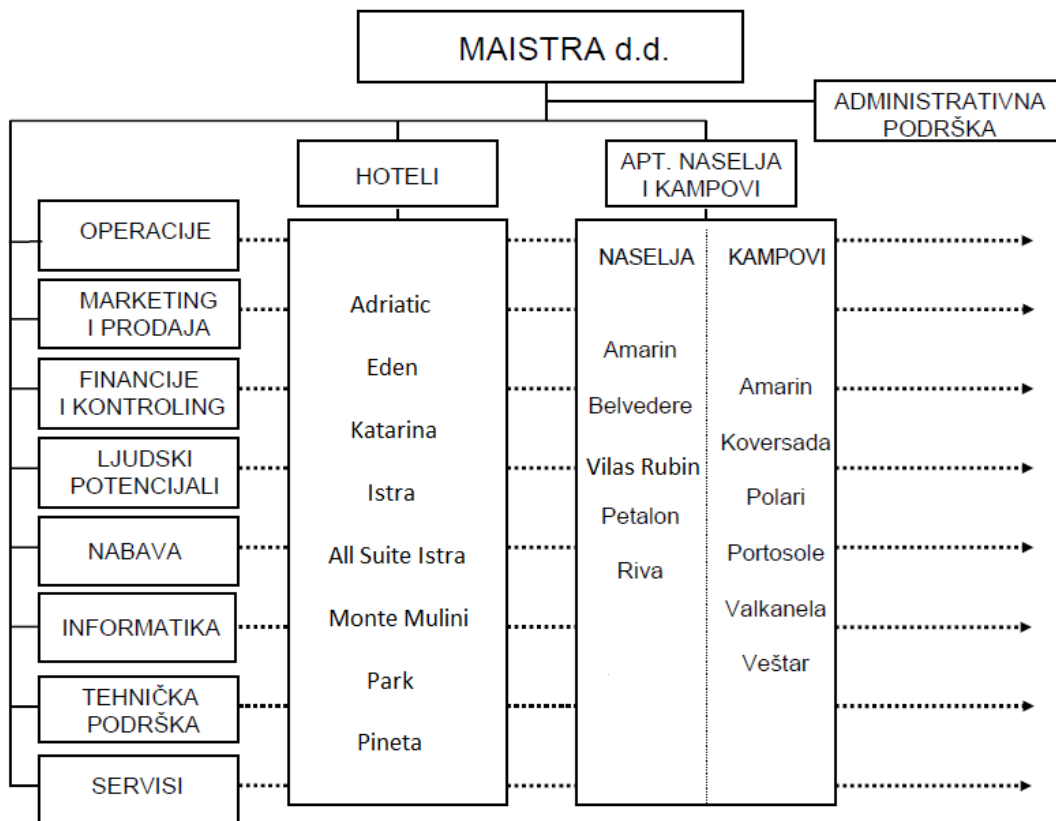 MAISTRA d.d.
ADMINISTRATIVNA
PODRŠKA
HOTELI
APT. NASELJA
I KAMPOVI
OPERACIJE
MARKETING
I PRODAJA
FINANCIJE
I KONTROLING
LJUDSKI
POTENCIJALI
NABAVA
INFORMATIKA
TEHNIČKA
PODRŠKA
SERVISI
Adriatic
Eden
Katarina
Istra
All Suite Istra
Monte Mulini
Park
Pineta
NASELJA
Amarin
Belvedere
Vilas Rubin
Petalon
Riva
KAMPOVI
Amarin
Koversada
Polari
Portosole
Valkanela
Veštar